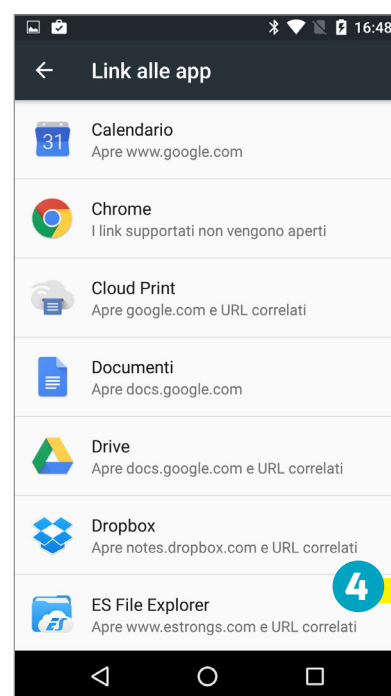 16:48
Link alle app
31
Calendario
Apre www.google.com
Chrome
I link supportati non vengono aperti
Cloud Print
Apre google.com e URL correlati
Documenti
Apre docs.google.com
Drive
Apre docs.google.com e URL correlati
Dropbox
Apre notes.dropbox.com e URL correlati
4
ES
ES File Explorer
Apre www.estrongs.com e URL correlati